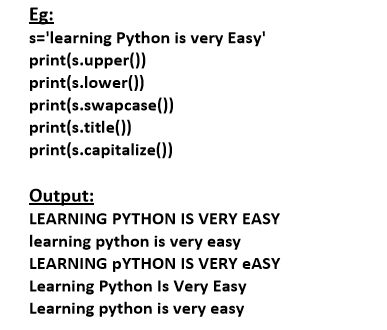 Eg:
s='learning Python is very Easy'
print(s.upper())
print(s.lower())
print(s.swapcase())
print(s.title())
print(s.capitalize())
Output:
LEARNING PYTHON IS VERY EASY
learning python is very easy
LEARNING pYTHON IS VERY eASY
Learning Python Is Very Easy
Learning python is very easy